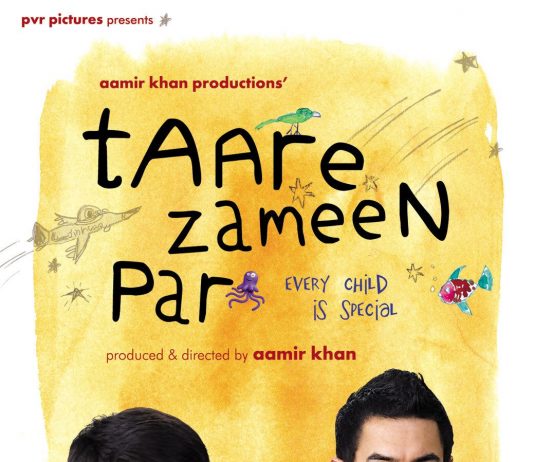 pvr pictures presents
aamir khan productions'
tAAre
zameeN
Par
EVERY CHILD
iS SPECIAL
produced & directed by aamir khan